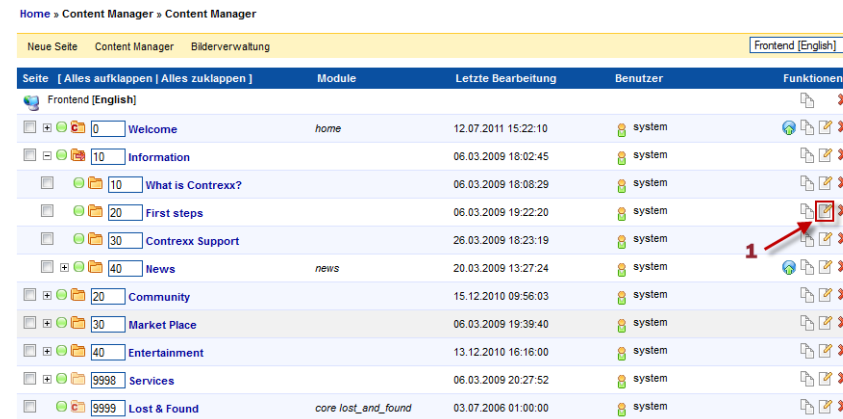 Home » Content Manager » Content Manager
Neue Seite Content Manager Bilderverwaltung Frontend [English]
Seite [ Alles aufklappen | Alles zuklappen ] Module Letzte Bearbeitung Benutzer Funktionen
Frontend [English]
0 Welcome home 12.07.2011 15:22:10 system
10 Information 06.03.2009 18:02:45 system
10 What is Contrexx? 06.03.2009 18:08:29 system
20 First steps 06.03.2009 19:22:20 system
30 Contrexx Support 26.03.2009 18:23:19 system
1
40 News news 20.03.2009 13:27:24 system
20 Community 15.12.2010 09:56:03 system
30 Market Place 06.03.2009 19:39:40 system
40 Entertainment 13.12.2010 16:16:00 system
9998 Services 06.03.2009 20:27:52 system
9999 Lost & Found core lost_and_found 03.07.2006 01:00:00 system